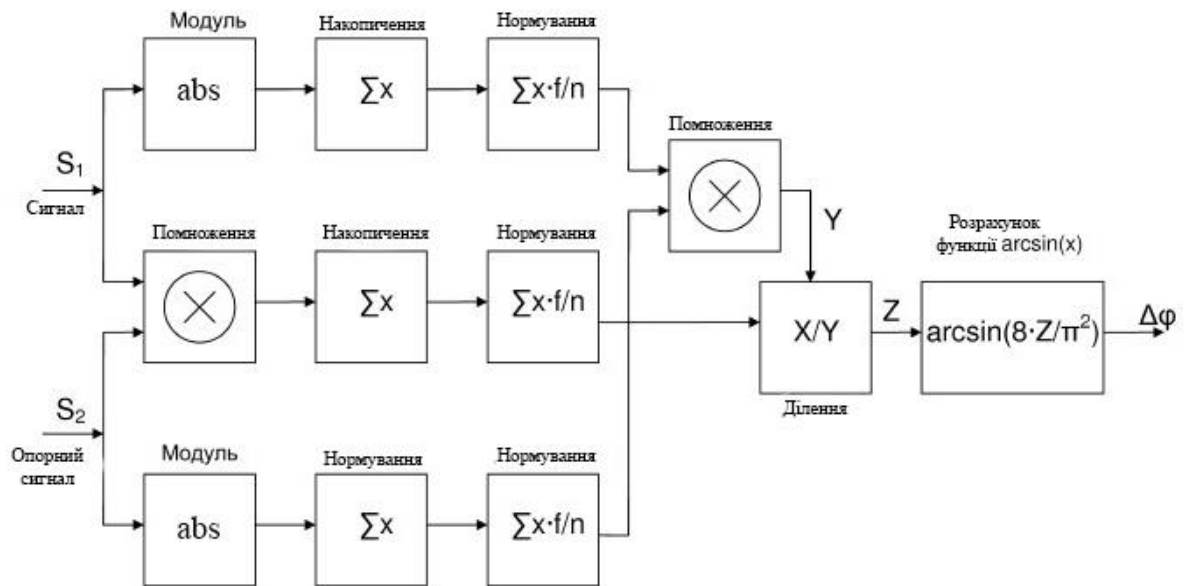 Модуль
Накопичення
Нормування
abs
∑x
∑x·f/n
Помноження
S₁
Сигнал
Y
Помноження
Накопичення
Нормування
Розрахунок
функції arcsin(x)
∑x
∑x·f/n
X/Y
Z
arcsin(8·Z/π²)
Δφ
Ділення
S₂
Опорний
сигнал
Модуль
Нормування
Нормування
abs
∑x
∑x·f/n